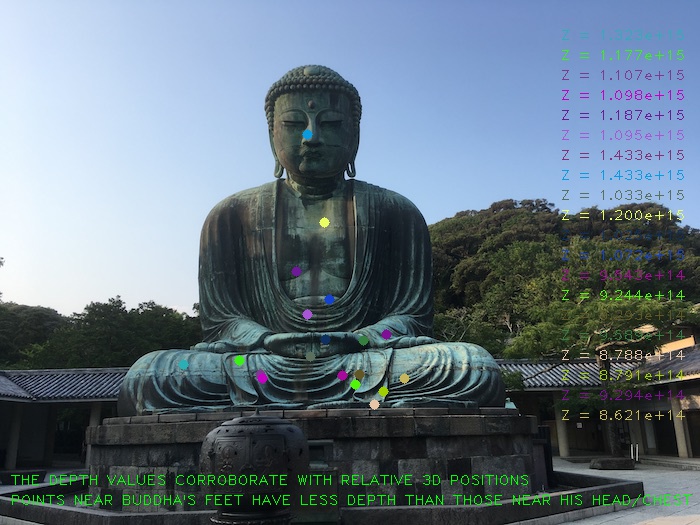 Z = 1.177e+15
Z = 1.107e+15
Z = 1.098e+15
Z = 1.187e+15
Z = 1.095e+15
Z = 1.433e+15
Z = 1.433e+15
Z = 1.033e+15
Z = 1.200e+15
Z = 9.244e+14
Z = 8.788e+14
Z = 8.791e+14
Z = 9.294e+14
Z = 8.621e+14
THE DEPTH VALUES CORROBORATE WITH RELATIVE 3D POSITIONS
POINTS NEAR BUDDHA'S FEET HAVE LESS DEPTH THAN THOSE NEAR HIS HEAD/CHEST